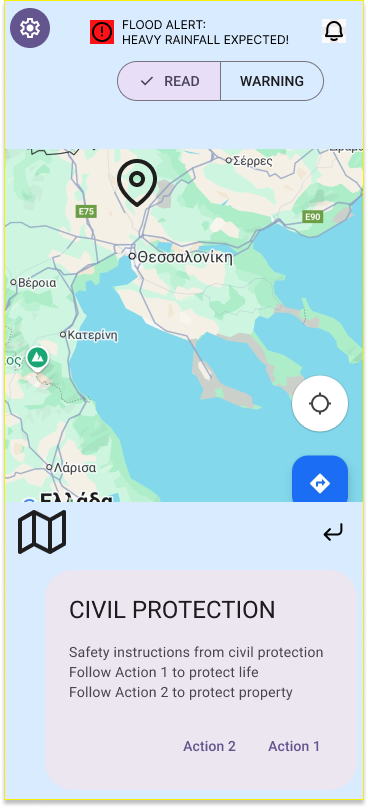 FLOOD ALERT:
HEAVY RAINFALL EXPECTED!
READ
WARNING
Σέρρες
E75
E90
Θεσσαλονίκη
Βέροια
Κατερίνη
ος
Λάρισα
Ελλάδα
CIVIL PROTECTION
Safety instructions from civil protection
Follow Action 1 to protect life
Follow Action 2 to protect property
Action 2 Action 1